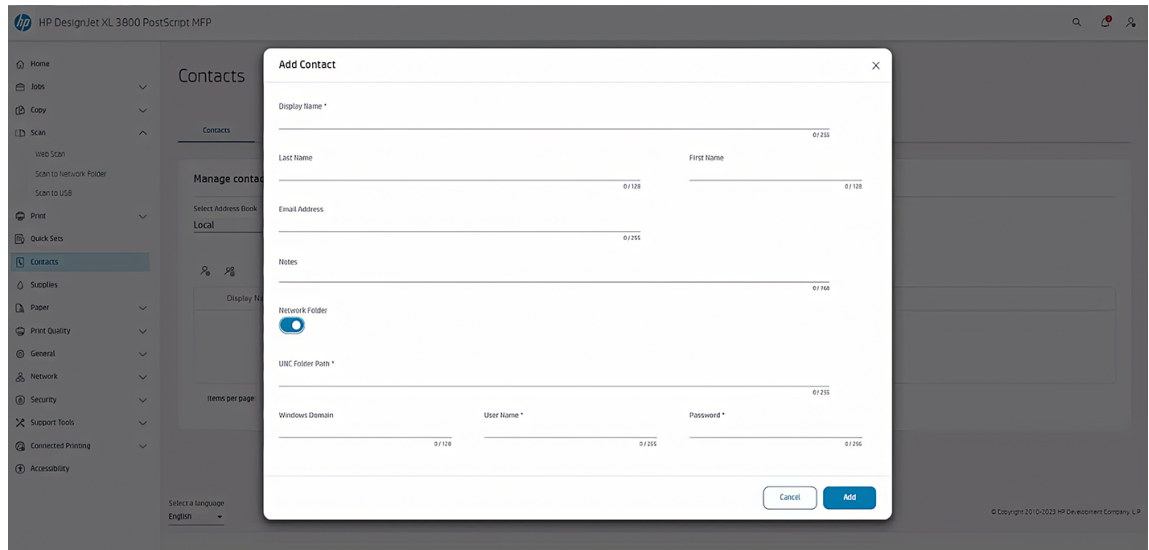 hp HP DesignJet XL 3800 PostScript MFP
Home
Jobs
Copy
Scan
Web Scan
Scan to Network Folder
Scan to USB
Print
Quick Sets
Contacts
Supplies
Paper
Print Quality
General
Network
Security
Support Tools
Connected Printing
Accessibility
Contacts
Contacts
Manage contac
Select Address Book
Local
Display Na
Items per page
Select a language
English
Add Contact
Display Name *
0 / 255
Last Name First Name
0 / 128 0 / 128
Email Address
0 / 255
Notes
0 / 768
Network Folder
UNC Folder Path *
0 / 255
Windows Domain User Name * Password *
0 / 128 0 / 255 0 / 256
Cancel Add
© Copyright 2010-2023 HP Development Company, L.P.